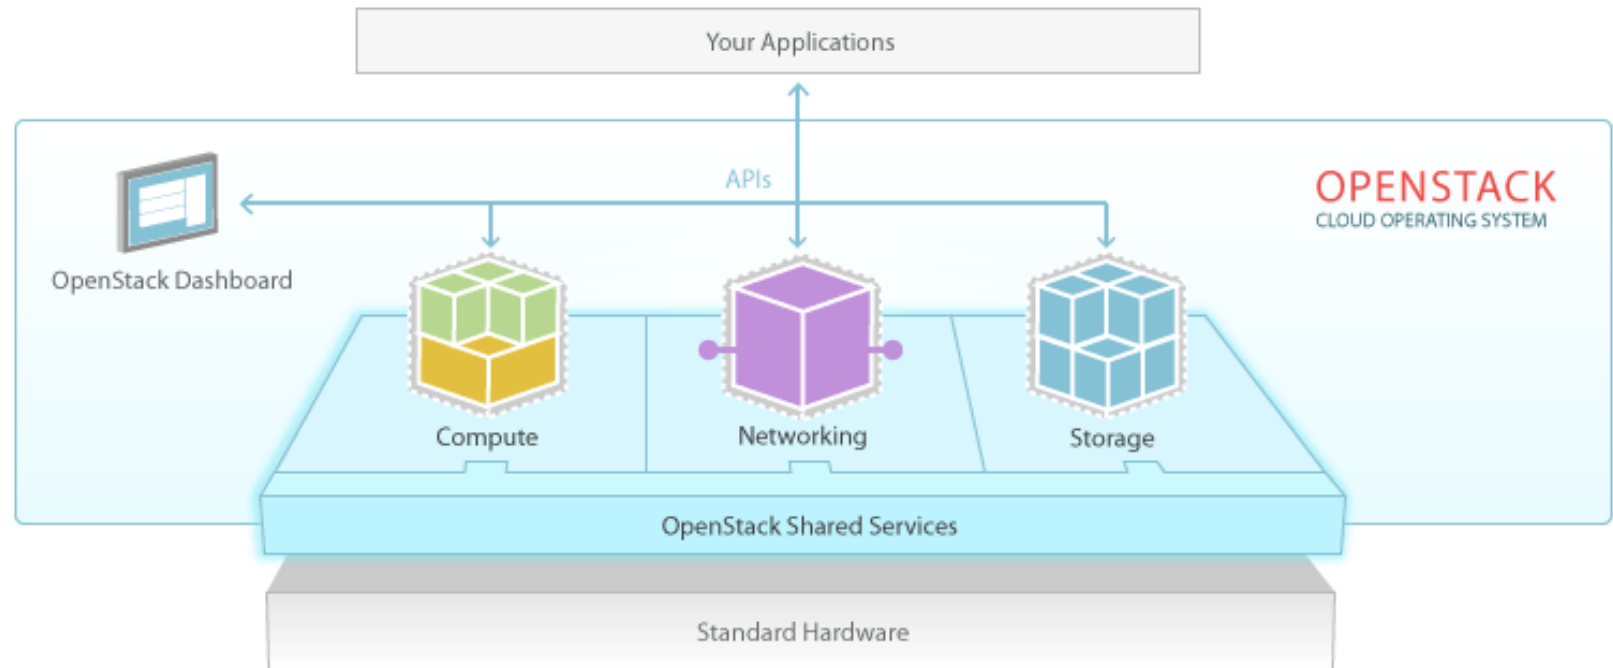 Your Applications
APIs
OPENSTACK
CLOUD OPERATING SYSTEM
OpenStack Dashboard
Compute
Networking
Storage
OpenStack Shared Services
Standard Hardware